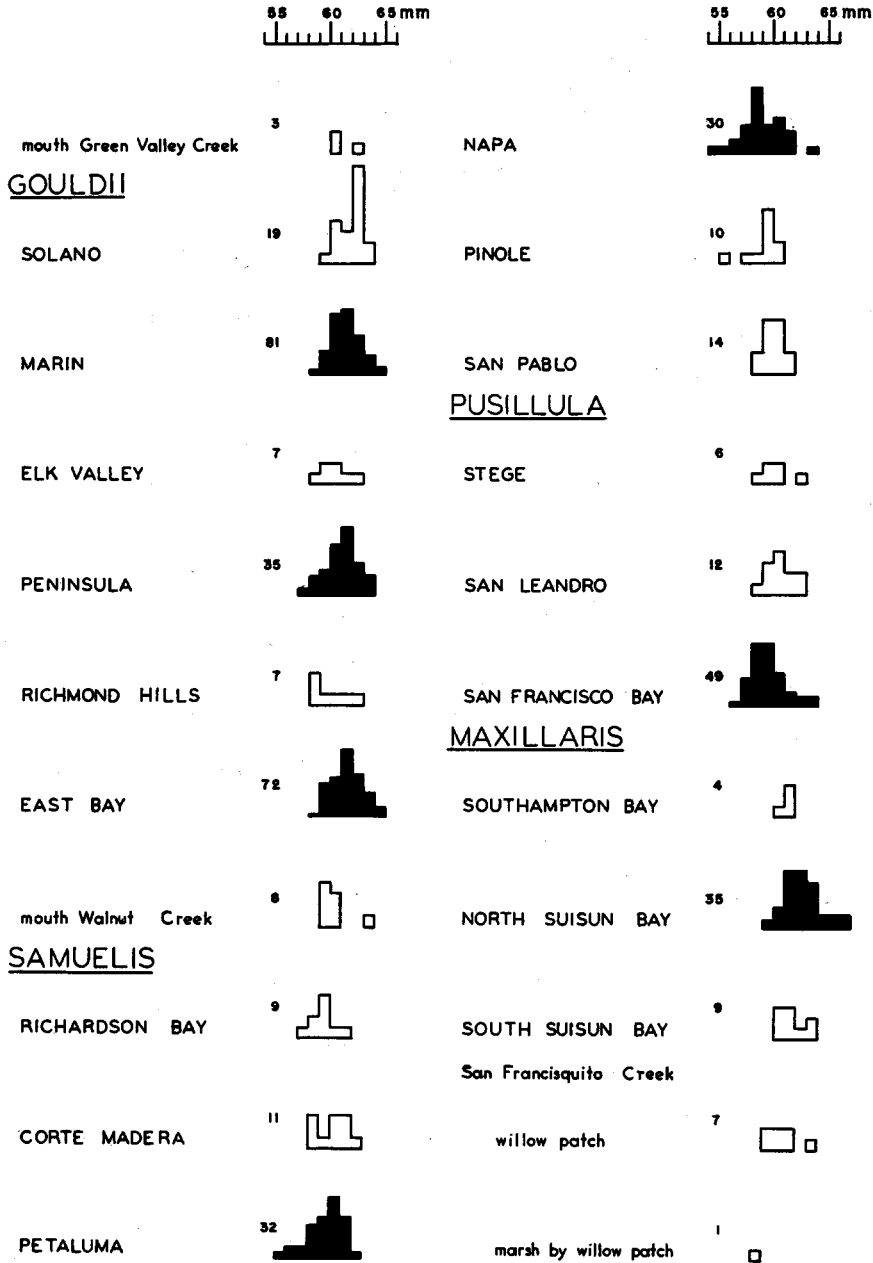 55 60 65 mm
3
mouth Green Valley Creek
GOULDII
19
SOLANO
81
MARIN
7
ELK VALLEY
35
PENINSULA
7
RICHMOND HILLS
72
EAST BAY
8
mouth Walnut Creek
SAMUELIS
9
RICHARDSON BAY
11
CORTE MADERA
32
PETALUMA
55 60 65 mm
30
NAPA
10
PINOLE
14
SAN PABLO
PUSILLULA
6
STEGE
12
SAN LEANDRO
49
SAN FRANCISCO BAY
MAXILLARIS
4
SOUTHAMPTON BAY
35
NORTH SUISUN BAY
9
SOUTH SUISUN BAY
San Francisquito Creek
7
willow patch
1
marsh by willow patch